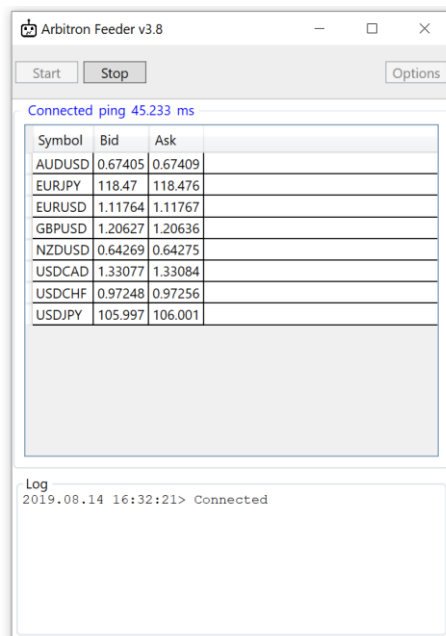 Arbitron Feeder v3.8
Start Stop Options
Connected ping 45.233 ms
Symbol Bid Ask
AUDUSD 0.67405 0.67409
EURJPY 118.47 118.476
EURUSD 1.11764 1.11767
GBPUSD 1.20627 1.20636
NZDUSD 0.64269 0.64275
USDCAD 1.33077 1.33084
USDCHF 0.97248 0.97256
USDJPY 105.997 106.001
Log
2019.08.14 16:32:21> Connected